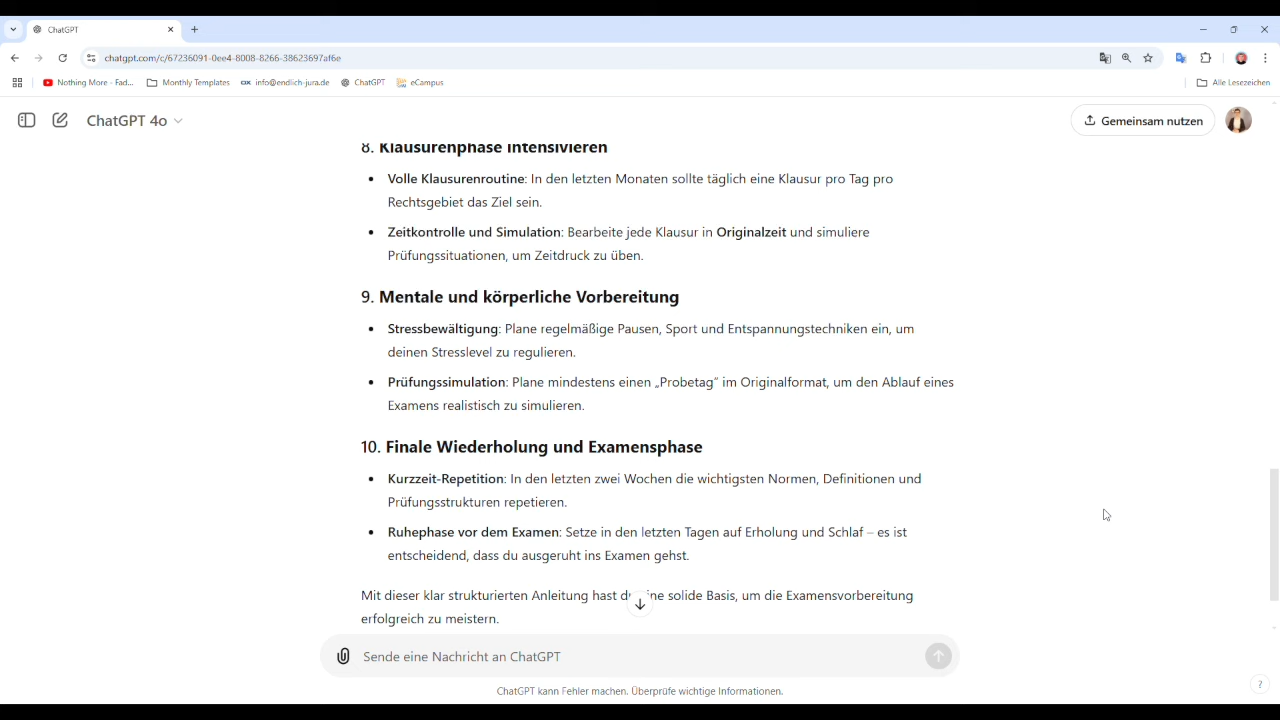 ChatGPT
chatgpt.com/c/67236091-0ee4-8008-8266-38623697af6e
Nothing More - Fad... Monthly Templates info@endlich-jura.de ChatGPT eCampus Alle Lesezeichen
ChatGPT 4o Gemeinsam nutzen
8. Klausurenphase intensivieren
• Volle Klausurenroutine: In den letzten Monaten sollte täglich eine Klausur pro Tag pro
Rechtsgebiet das Ziel sein.
• Zeitkontrolle und Simulation: Bearbeite jede Klausur in Originalzeit und simuliere
Prüfungssituationen, um Zeitdruck zu üben.
9. Mentale und körperliche Vorbereitung
• Stressbewältigung: Plane regelmäßige Pausen, Sport und Entspannungstechniken ein, um
deinen Stresslevel zu regulieren.
• Prüfungssimulation: Plane mindestens einen „Probetag“ im Originalformat, um den Ablauf eines
Examens realistisch zu simulieren.
10. Finale Wiederholung und Examensphase
• Kurzzeit-Repetition: In den letzten zwei Wochen die wichtigsten Normen, Definitionen und
Prüfungsstrukturen repetieren.
• Ruhephase vor dem Examen: Setze in den letzten Tagen auf Erholung und Schlaf – es ist
entscheidend, dass du ausgeruht ins Examen gehst.
Mit dieser klar strukturierten Anleitung hast solide Basis, um die Examensvorbereitung
erfolgreich zu meistern.
Sende eine Nachricht an ChatGPT
ChatGPT kann Fehler machen. Überprüfe wichtige Informationen.
?